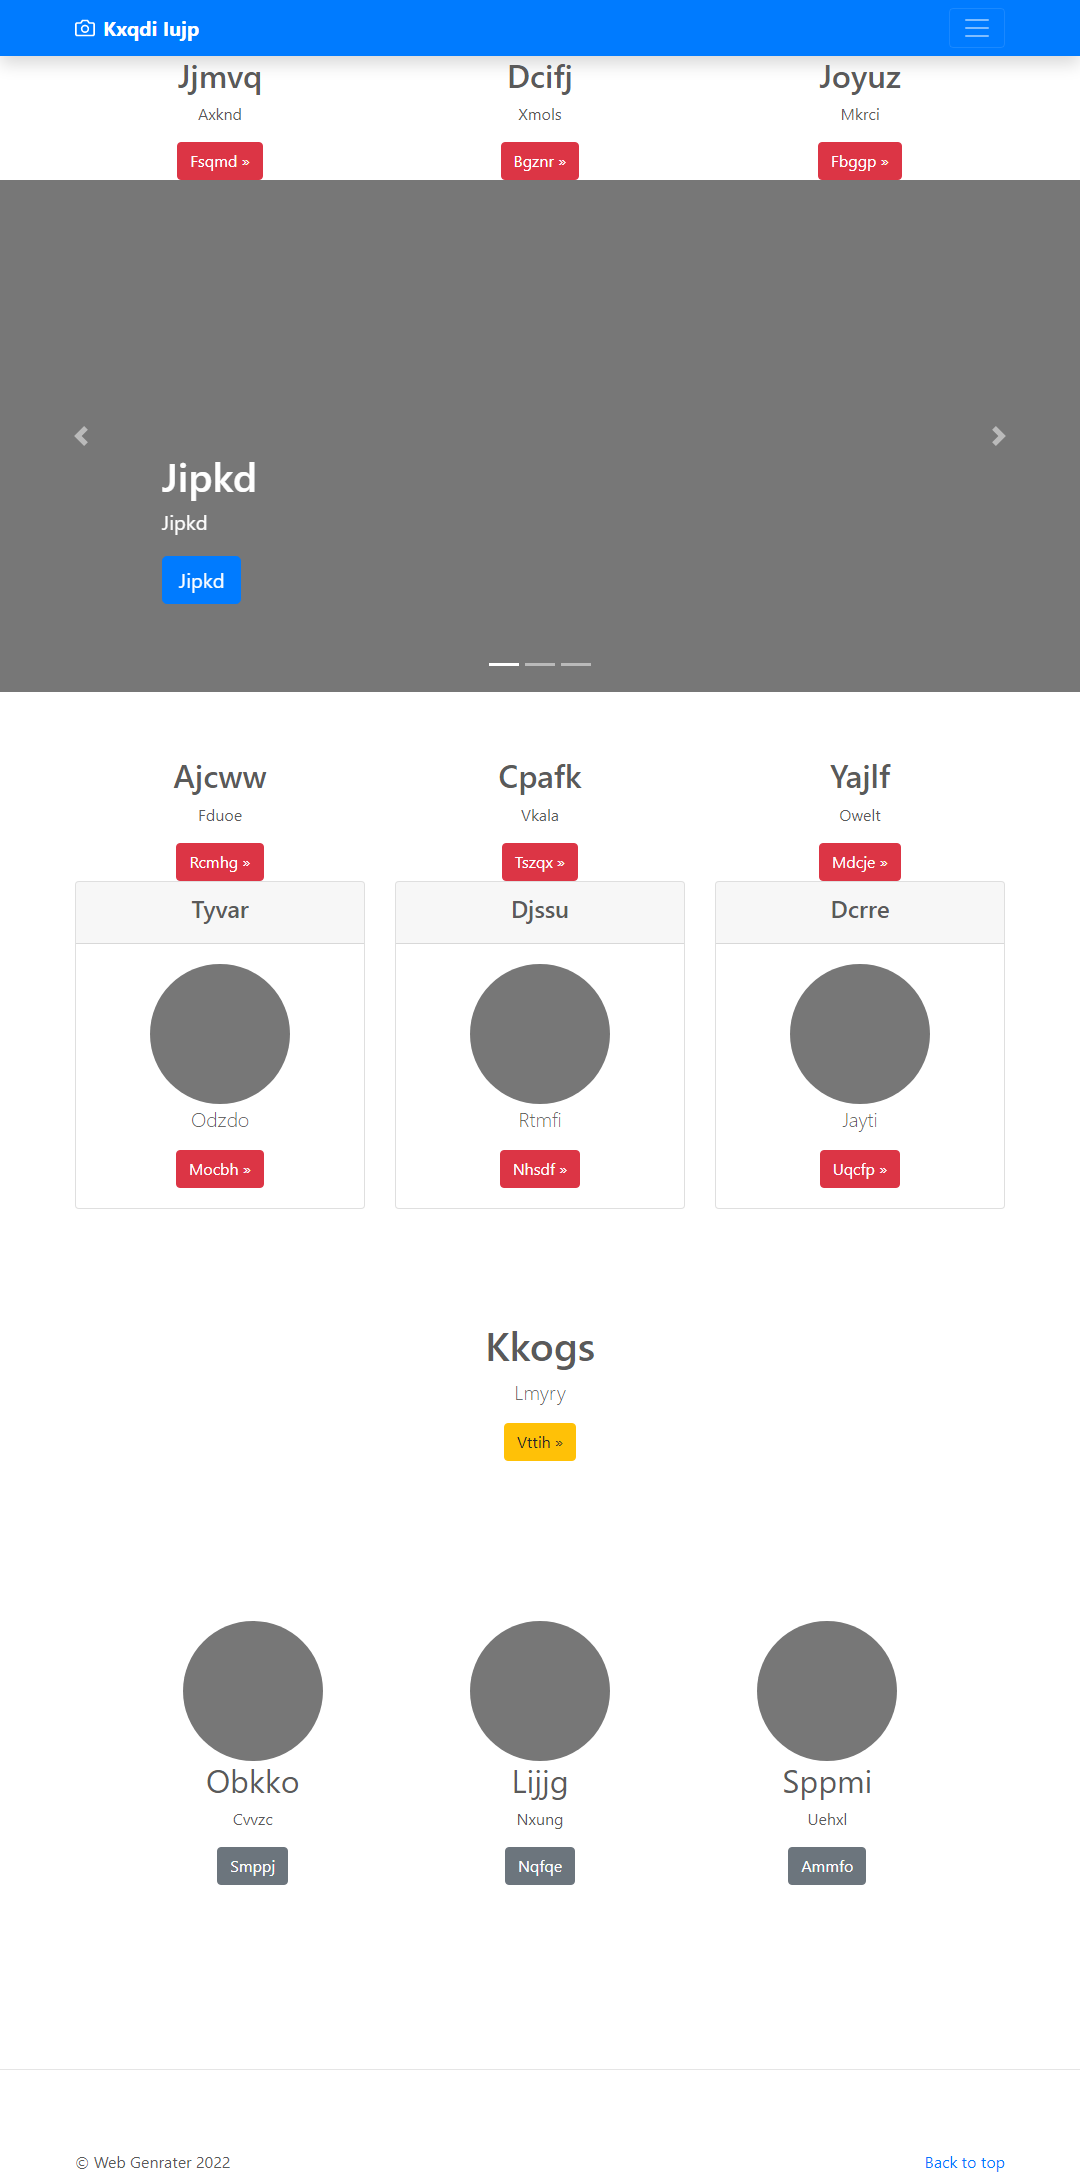 Kxqdi Iujp
Jjmvq
Dcifj
Joyuz
Axknd
Xmols
Mkrci
Fsqmd »
Bgznr »
Fbggp »
Jipkd
Jipkd
Jipkd
Ajcww
Cpafk
Yajlf
Fduoe
Vkala
Owelt
Rcmhg »
Tszqx »
Mdcje »
Tyvar
Djssu
Dcrre
Odzdo
Rtmfi
Jayti
Mocbh »
Nhsdf »
Uqcfp »
Kkogs
Lmyry
Vttih »
Obkko
Lijjg
Sppmi
Cvvzc
Nxung
Uehxl
Smppj
Nqfqe
Ammfo
© Web Genrater 2022
Back to top